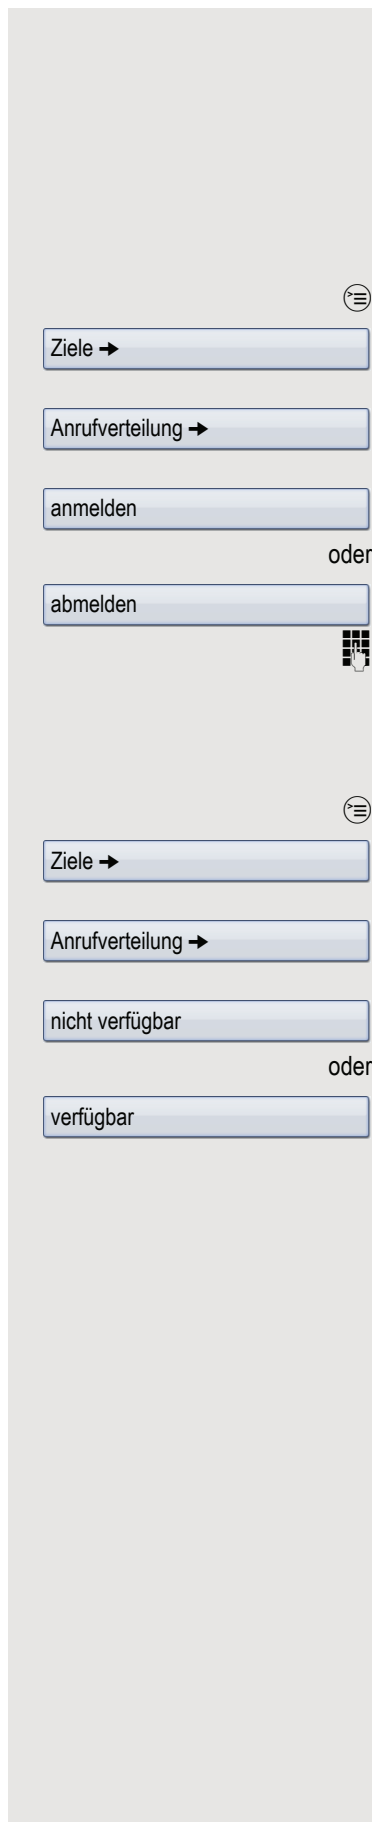 Ziele →
Anrufverteilung →
anmelden
oder
abmelden
Ziele →
Anrufverteilung →
nicht verfügbar
oder
verfügbar